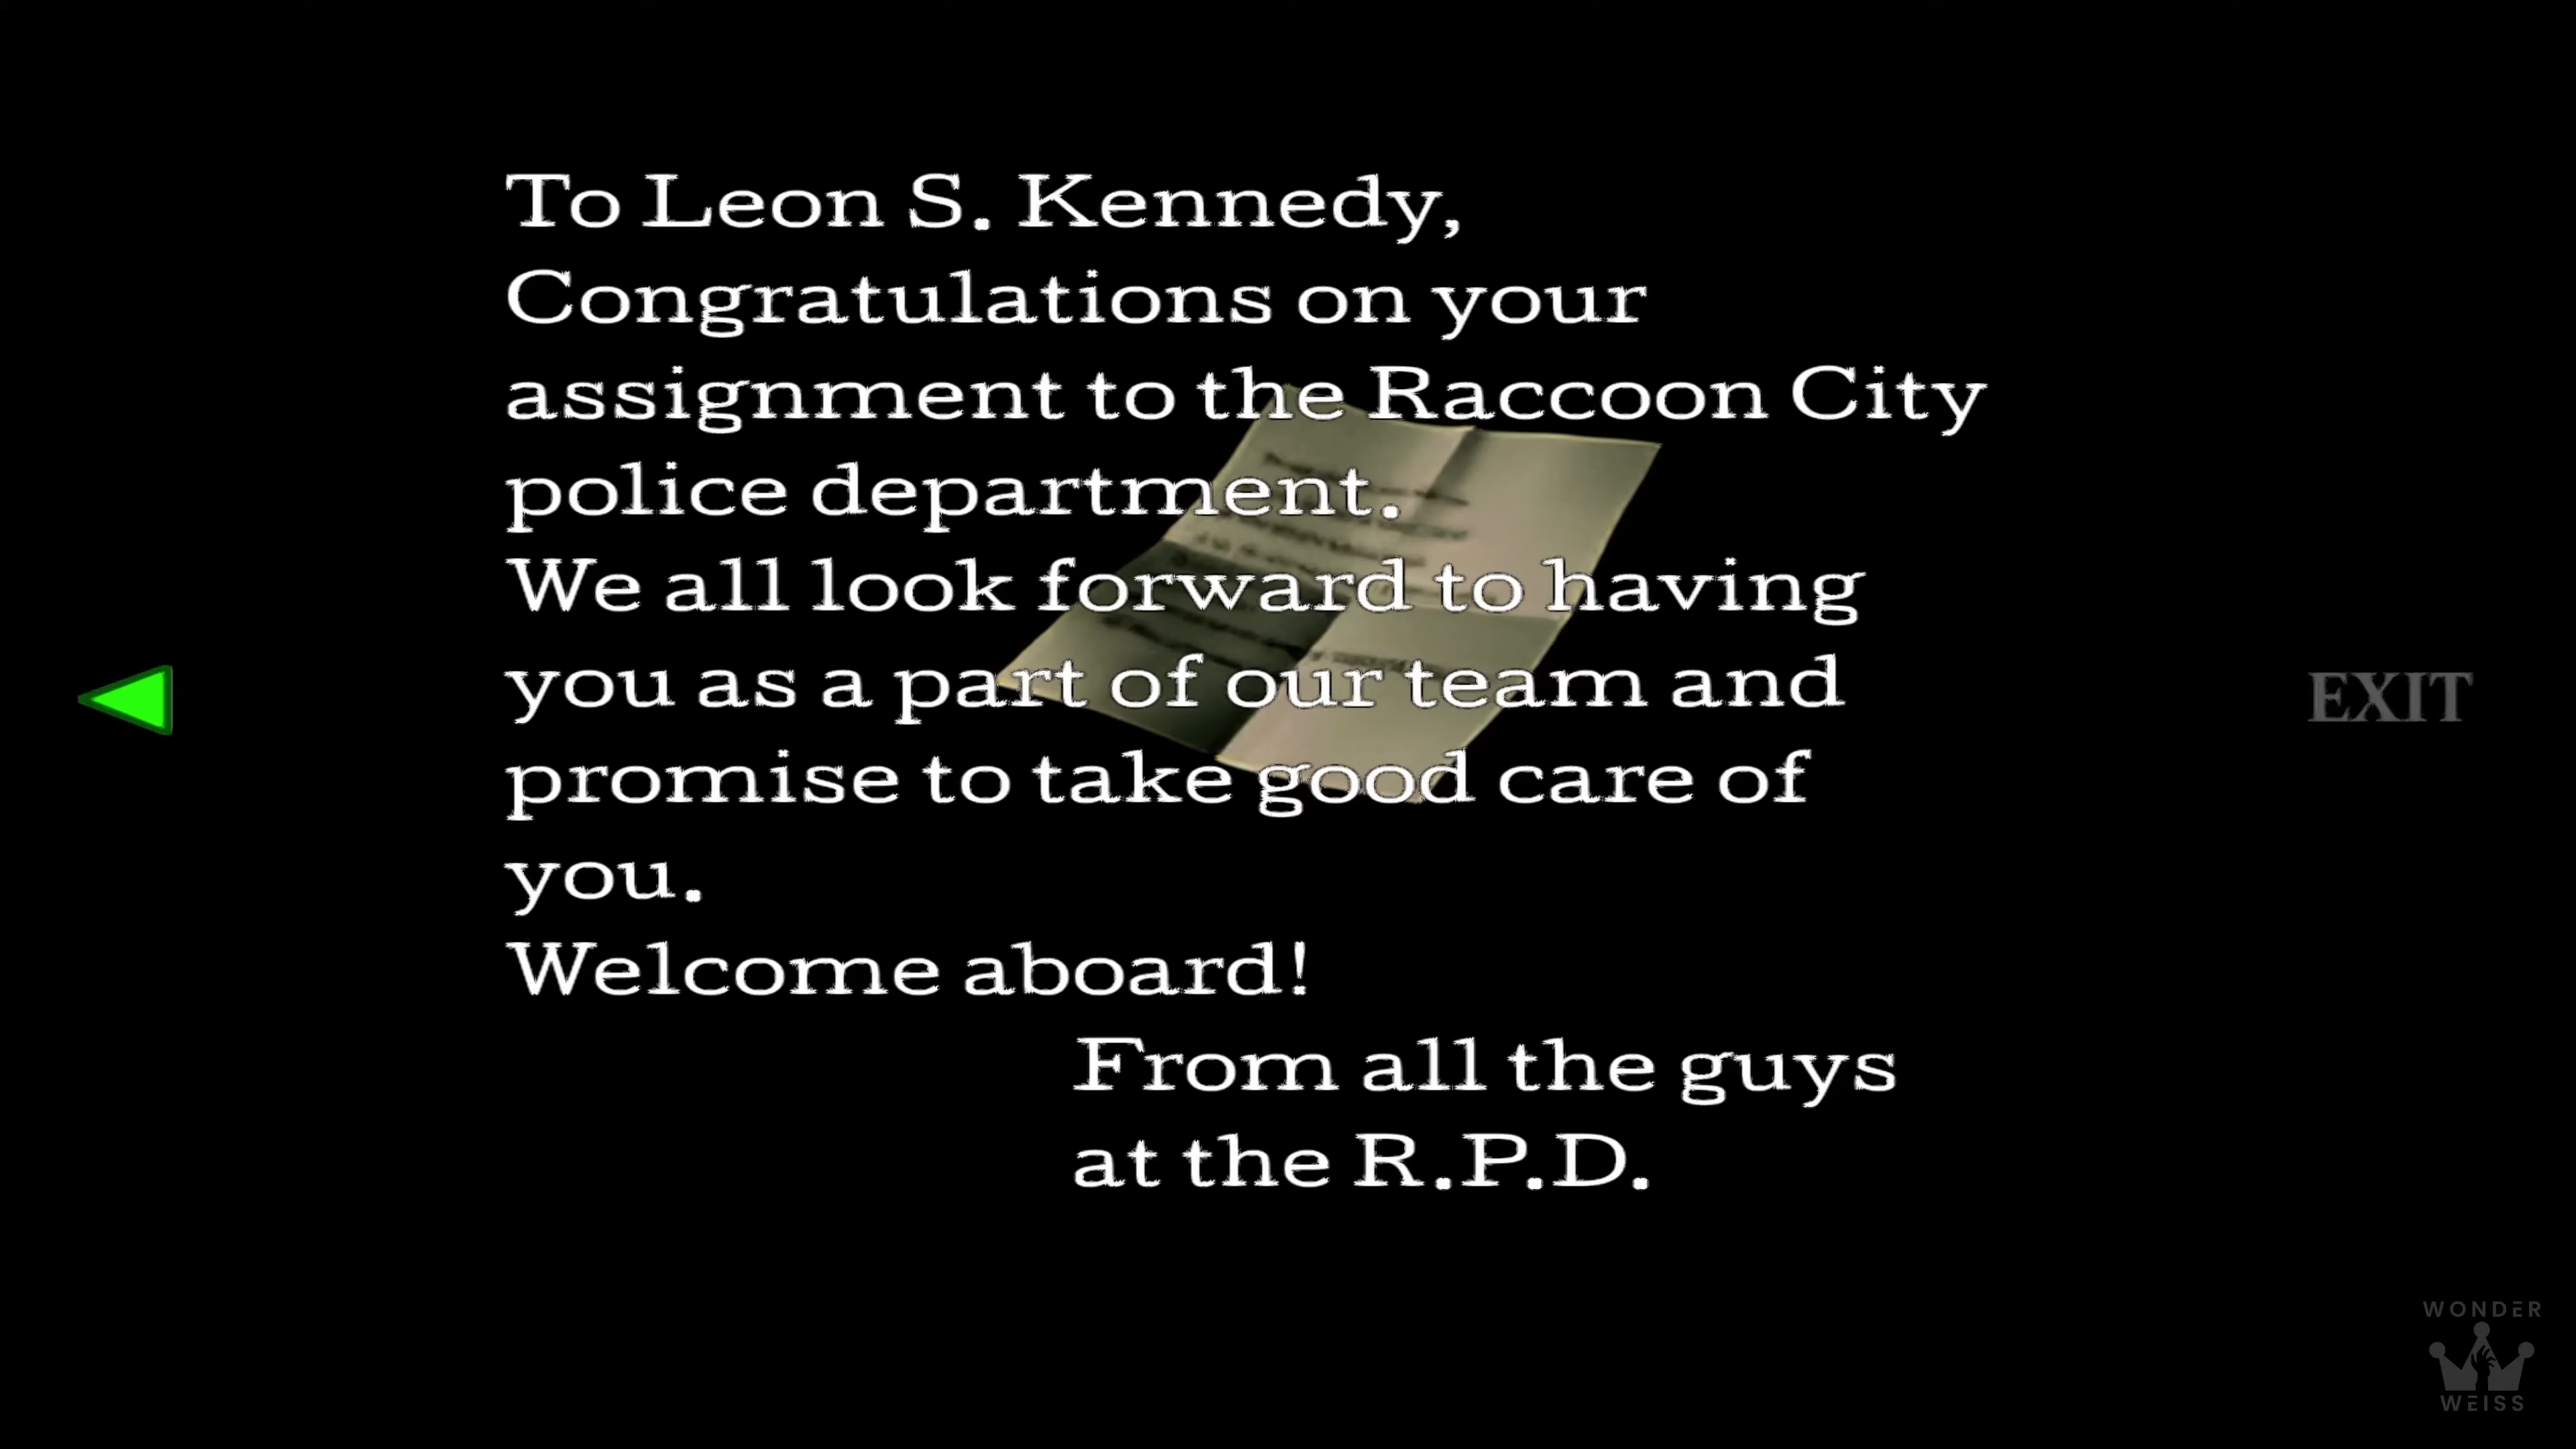 To Leon S. Kennedy,
Congratulations on your
assignment to the Raccoon City
police department.
We all look forward to having
you as a part of our team and
promise to take good care of
you.
Welcome aboard!
From all the guys
at the R.P.D.
EXIT
WONDER
WEISS